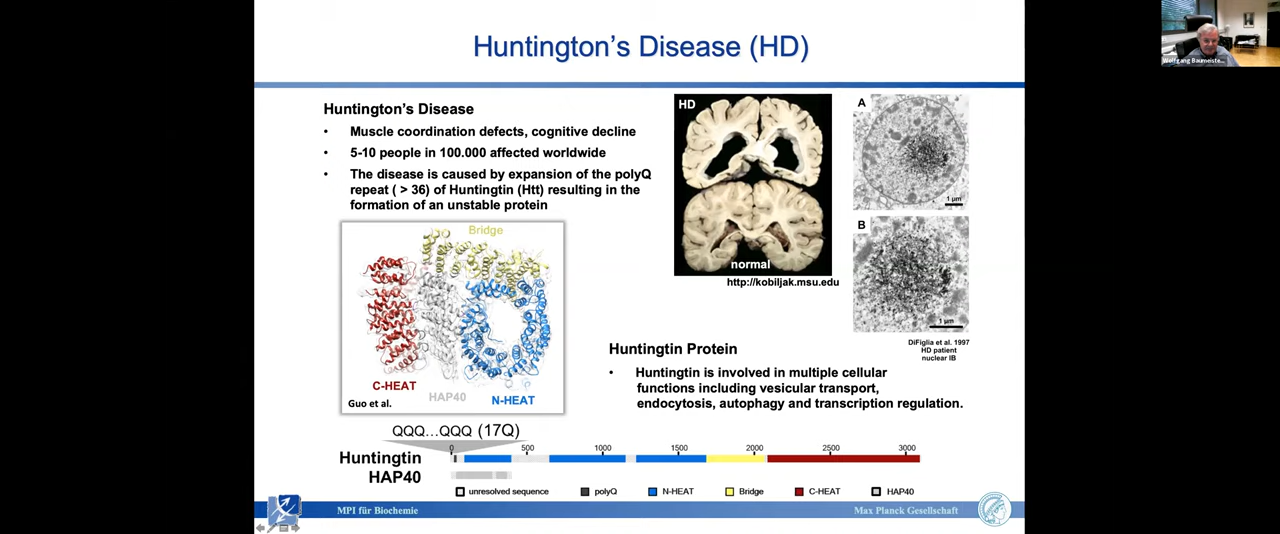 Huntington's Disease (HD)
Wolfgang Baumeiste...
Huntington's Disease
• Muscle coordination defects, cognitive decline
• 5-10 people in 100.000 affected worldwide
• The disease is caused by expansion of the polyQ
repeat ( > 36) of Huntingtin (Htt) resulting in the
formation of an unstable protein
Bridge
C-HEAT
HAP40
N-HEAT
Guo et al.
HD
normal
http://kobiljak.msu.edu
A
1 µm
B
1 µm
DiFiglia et al. 1997
HD patient
nuclear IB
Huntingtin Protein
• Huntingtin is involved in multiple cellular
functions including vesicular transport,
endocytosis, autophagy and transcription regulation.
QQQ...QQQ (17Q)
0 500 1000 1500 2000 2500 3000
Huntingtin
HAP40
unresolved sequence polyQ N-HEAT Bridge C-HEAT HAP40
MPI für Biochemie
Max Planck Gesellschaft